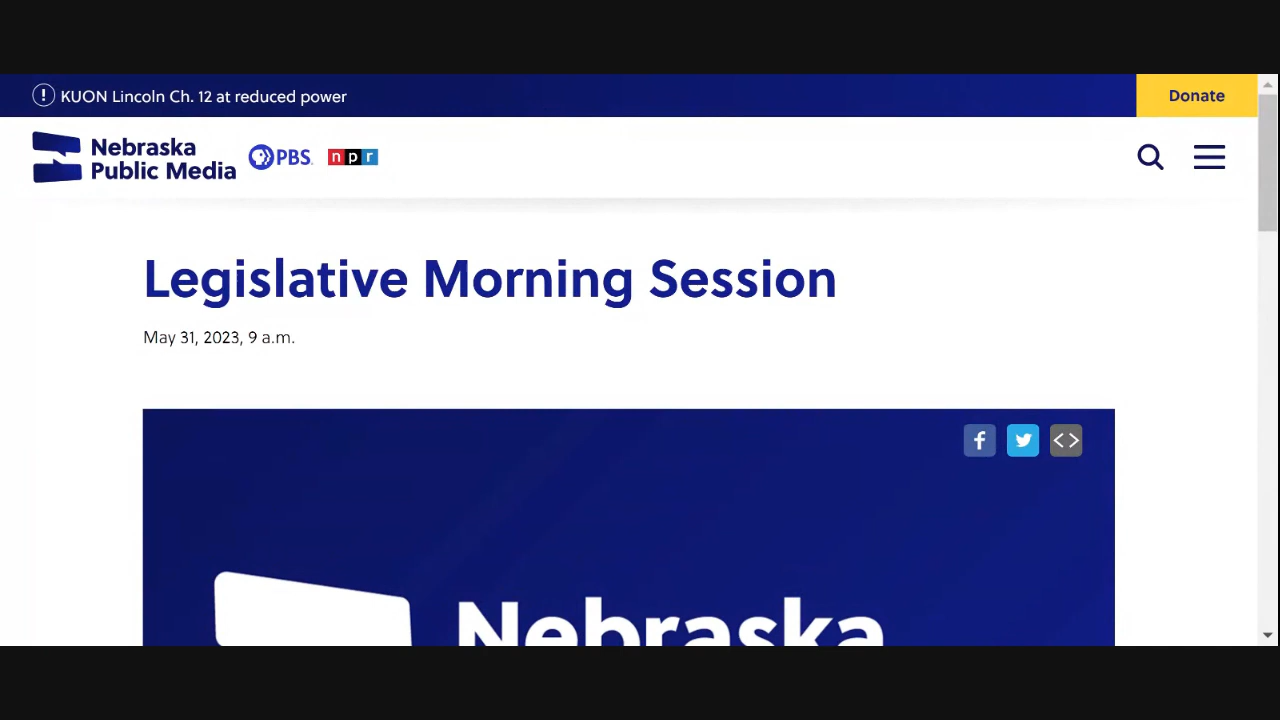 KUON Lincoln Ch. 12 at reduced power
Donate
Nebraska
Public Media
PBS
npr
Legislative Morning Session
May 31, 2023, 9 a.m.
Nebraska